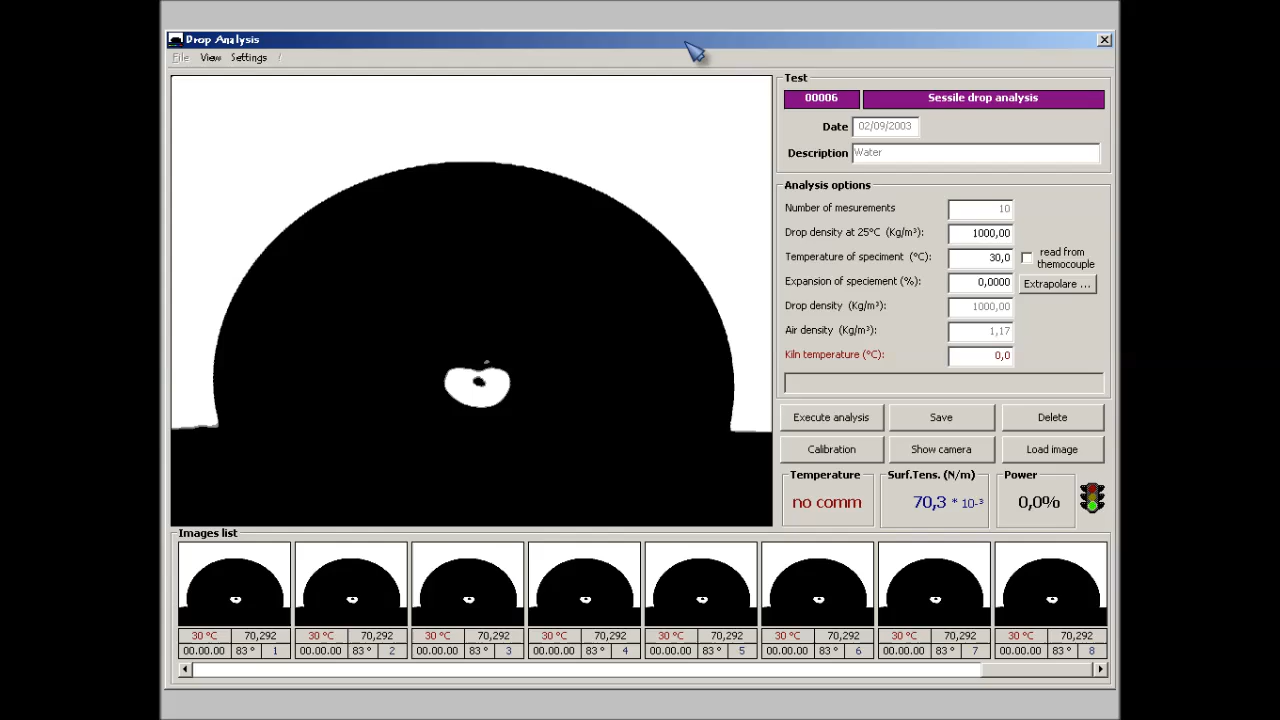 Drop Analysis
File View Settings
Test
00006 Sessile drop analysis
Date 02/09/2003
Description Water
Analysis options
Number of mesurements 10
Drop density at 25°C (Kg/m³): 1000,00
Temperature of speciment (°C): 30,0 read from themocouple
Expansion of speciement (%): 0,0000 Extrapolare ...
Drop density (Kg/m³): 1000,00
Air density (Kg/m³): 1,17
Kiln temperature (°C): 0,0
Execute analysis Save Delete
Calibration Show camera Load image
Temperature Surf.Tens. (N/m) Power
no comm 70,3 * 10-³ 0,0%
Images list
30 °C 70,292 30 °C 70,292 30 °C 70,292 30 °C 70,292 30 °C 70,292 30 °C 70,292 30 °C 70,292 30 °C 70,292
00.00.00 83 ° 1 00.00.00 83 ° 2 00.00.00 83 ° 3 00.00.00 83 ° 4 00.00.00 83 ° 5 00.00.00 83 ° 6 00.00.00 83 ° 7 00.00.00 83 ° 8